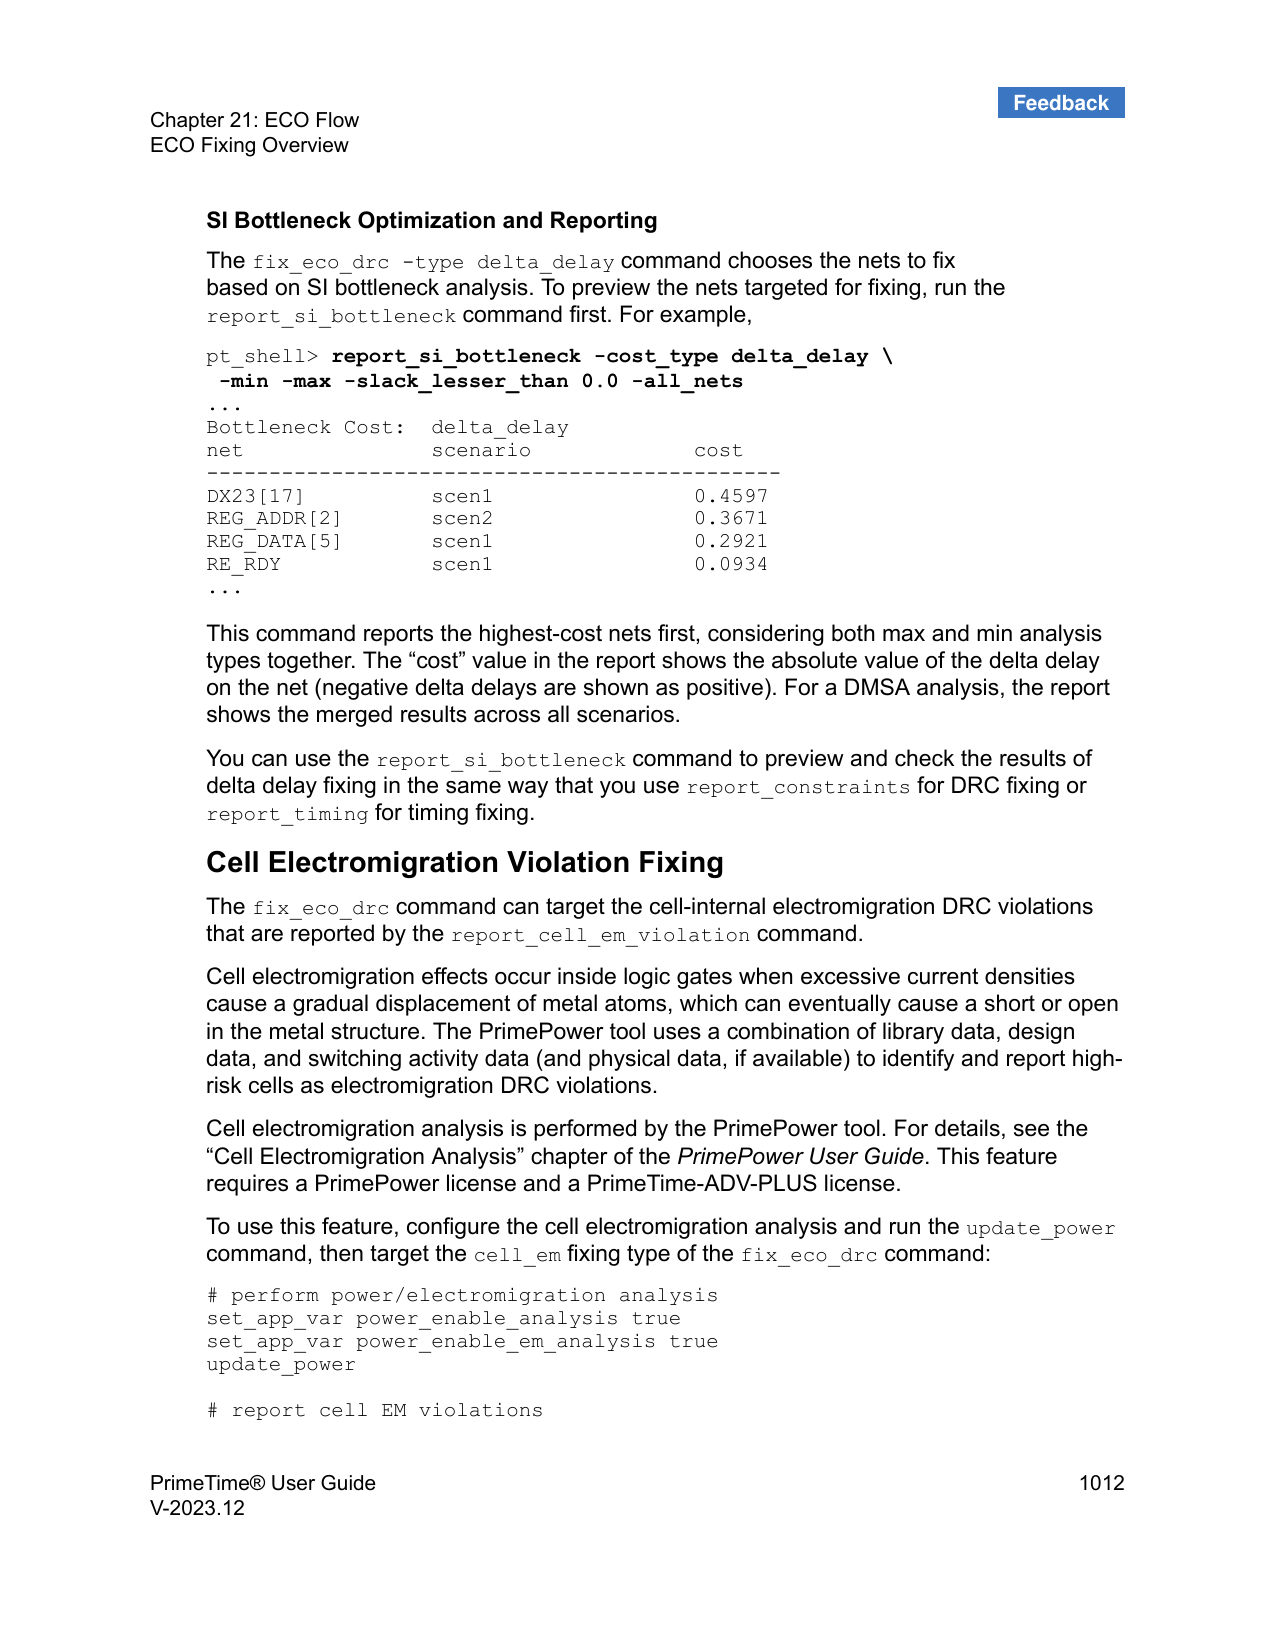 Feedback
Chapter 21: ECO Flow
ECO Fixing Overview
SI Bottleneck Optimization and Reporting
The fix_eco_drc -type delta_delay command chooses the nets to fix
based on SI bottleneck analysis. To preview the nets targeted for fixing, run the
report_si_bottleneck command first. For example,
pt_shell> report_si_bottleneck -cost_type delta_delay \
 -min -max -slack_lesser_than 0.0 -all_nets
...
Bottleneck Cost:  delta_delay
net               scenario             cost
----------------------------------------------
DX23[17]          scen1                0.4597
REG_ADDR[2]       scen2                0.3671
REG_DATA[5]       scen1                0.2921
RE_RDY            scen1                0.0934
...
This command reports the highest-cost nets first, considering both max and min analysis
types together. The “cost” value in the report shows the absolute value of the delta delay
on the net (negative delta delays are shown as positive). For a DMSA analysis, the report
shows the merged results across all scenarios.
You can use the report_si_bottleneck command to preview and check the results of
delta delay fixing in the same way that you use report_constraints for DRC fixing or
report_timing for timing fixing.
Cell Electromigration Violation Fixing
The fix_eco_drc command can target the cell-internal electromigration DRC violations
that are reported by the report_cell_em_violation command.
Cell electromigration effects occur inside logic gates when excessive current densities
cause a gradual displacement of metal atoms, which can eventually cause a short or open
in the metal structure. The PrimePower tool uses a combination of library data, design
data, and switching activity data (and physical data, if available) to identify and report high-
risk cells as electromigration DRC violations.
Cell electromigration analysis is performed by the PrimePower tool. For details, see the
“Cell Electromigration Analysis” chapter of the PrimePower User Guide. This feature
requires a PrimePower license and a PrimeTime-ADV-PLUS license.
To use this feature, configure the cell electromigration analysis and run the update_power
command, then target the cell_em fixing type of the fix_eco_drc command:
# perform power/electromigration analysis
set_app_var power_enable_analysis true
set_app_var power_enable_em_analysis true
update_power
# report cell EM violations
PrimeTime® User Guide
1012
V-2023.12